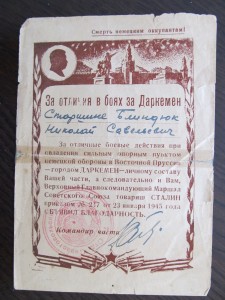 Смерть немецким оккупантам!
За отличия в боях за Даркемен
Старшине Блиндюк
Николай Савельевич
За отличные боевые действия при
овладении сильным опорным пунктом
немецкой обороны в Восточной Пруссии
—городом ДАРКЕМЕН—личному составу
Вашей части, а следовательно и Вам,
Верховный Главнокомандующий Маршал
Советского Союза товарищ СТАЛИН
приказом № 237 от 23 января 1945 года
ОБЪЯВИЛ БЛАГОДАРНОСТЬ.
Командир части